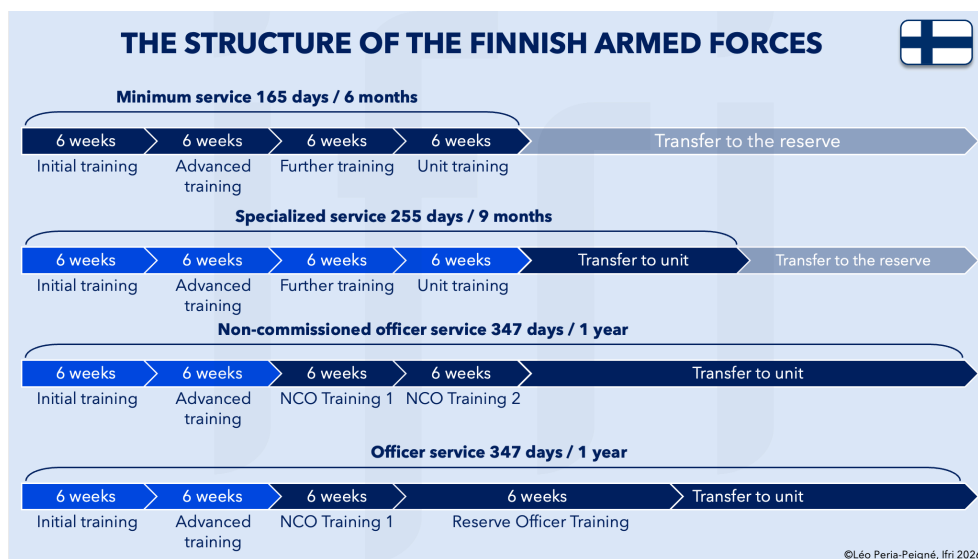 THE STRUCTURE OF THE FINNISH ARMED FORCES
Minimum service 165 days / 6 months
6 weeks 6 weeks 6 weeks 6 weeks Transfer to the reserve
Initial training Advanced training Further training Unit training
Specialized service 255 days / 9 months
6 weeks 6 weeks 6 weeks 6 weeks Transfer to unit Transfer to the reserve
Initial training Advanced training Further training Unit training
Non-commissioned officer service 347 days / 1 year
6 weeks 6 weeks 6 weeks 6 weeks Transfer to unit
Initial training Advanced training NCO Training 1 NCO Training 2
Officer service 347 days / 1 year
6 weeks 6 weeks 6 weeks 6 weeks Transfer to unit
Initial training Advanced training NCO Training 1 Reserve Officer Training
©Léo Peria-Peigné, Ifri